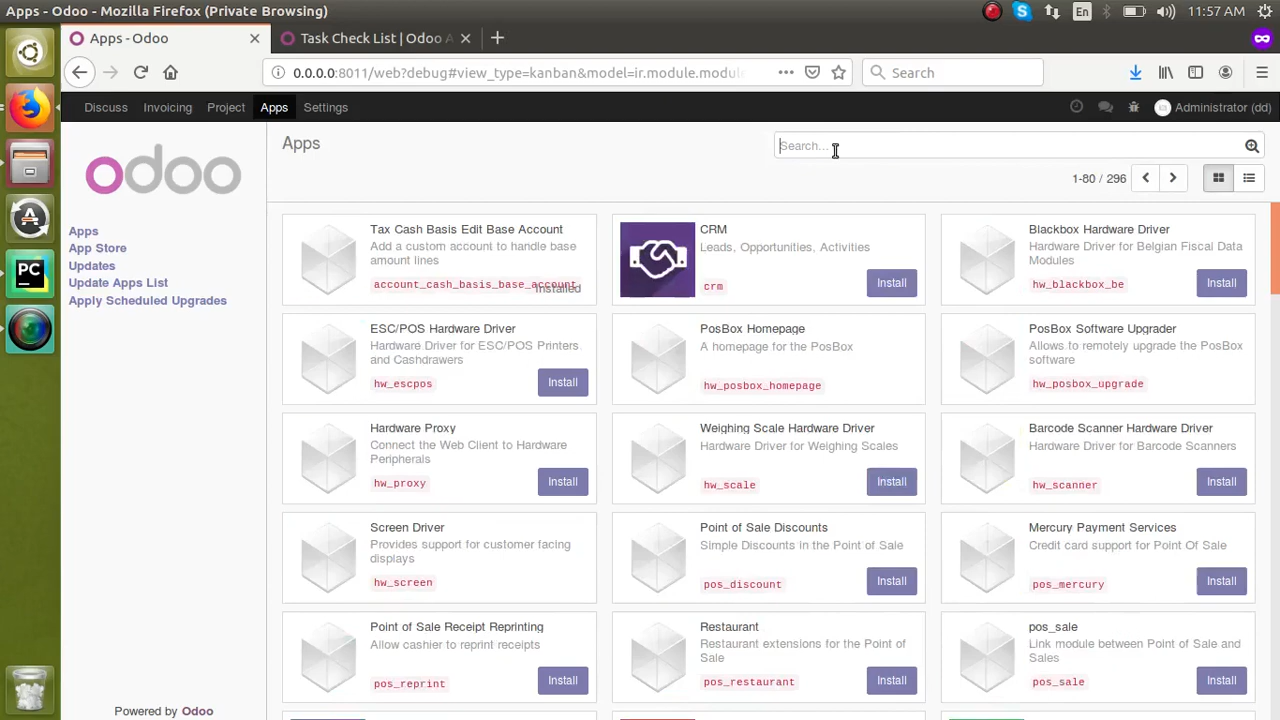 Apps - Odoo - Mozilla Firefox (Private Browsing)
En
11:57 AM
Apps - Odoo
Task Check List | Odoo A
0.0.0.0:8011/web?debug#view_type=kanban&model=ir.module.modul
Search
Discuss
Invoicing
Project
Apps
Settings
Administrator (dd)
odoo
Apps
App Store
Updates
Update Apps List
Apply Scheduled Upgrades
Powered by Odoo
PC
Apps
Search...
1-80 / 296
Tax Cash Basis Edit Base Account
Add a custom account to handle base
amount lines
account_cash_basis_base_account
Installed
CRM
Leads, Opportunities, Activities
crm
Install
Blackbox Hardware Driver
Hardware Driver for Belgian Fiscal Data
Modules
hw_blackbox_be
Install
ESC/POS Hardware Driver
Hardware Driver for ESC/POS Printers
and Cashdrawers
hw_escpos
Install
PosBox Homepage
A homepage for the PosBox
hw_posbox_homepage
PosBox Software Upgrader
Allows to remotely upgrade the PosBox
software
hw_posbox_upgrade
Hardware Proxy
Connect the Web Client to Hardware
Peripherals
hw_proxy
Install
Weighing Scale Hardware Driver
Hardware Driver for Weighing Scales
hw_scale
Install
Barcode Scanner Hardware Driver
Hardware Driver for Barcode Scanners
hw_scanner
Install
Screen Driver
Provides support for customer facing
displays
hw_screen
Point of Sale Discounts
Simple Discounts in the Point of Sale
pos_discount
Install
Mercury Payment Services
Credit card support for Point Of Sale
pos_mercury
Install
Point of Sale Receipt Reprinting
Allow cashier to reprint receipts
pos_reprint
Install
Restaurant
Restaurant extensions for the Point of
Sale
pos_restaurant
Install
pos_sale
Link module between Point of Sale and
Sales
pos_sale
Install